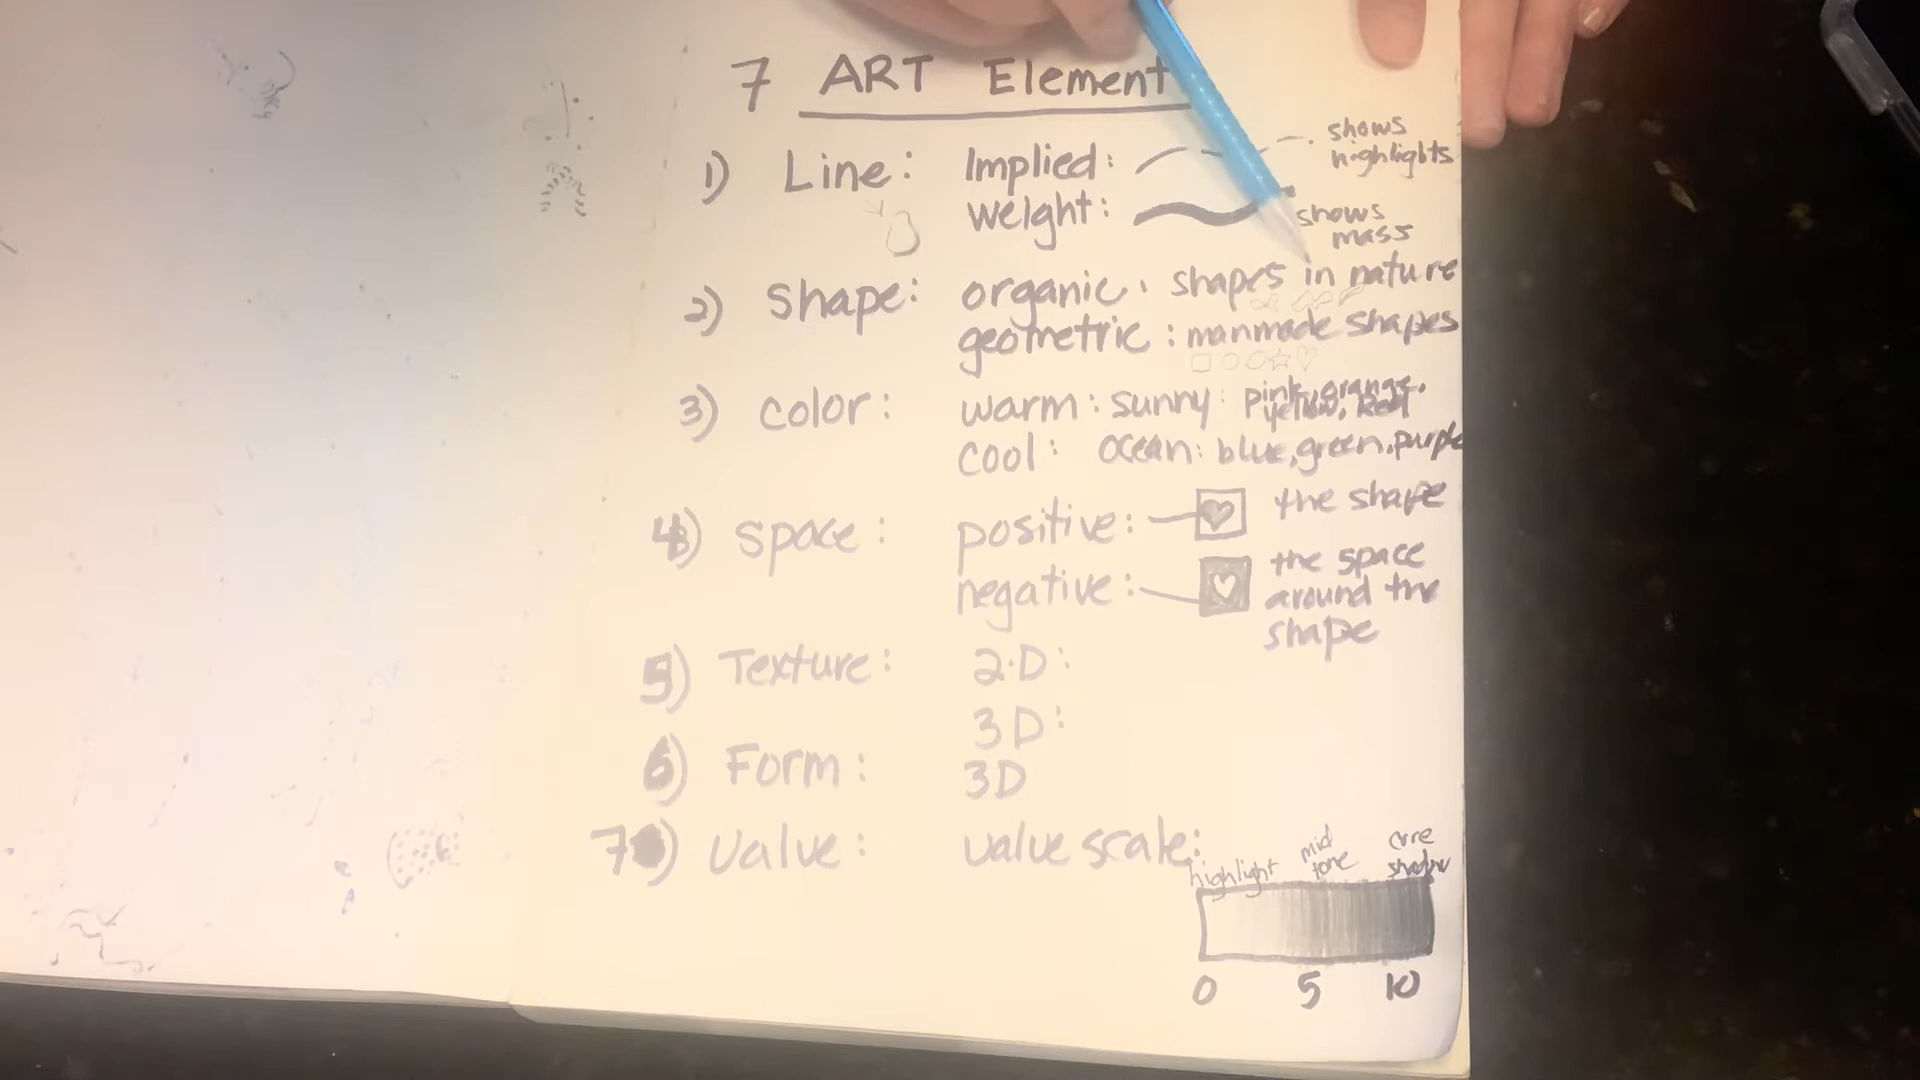 7 ART Element
1) Line: Implied: shows highlights
weight: shows mass
2) Shape: organic: shapes in nature
geometric: manmade shapes
3) Color: warm: sunny: pink, orange, yellow, Red
cool: ocean: blue, green, purple
4) Space: positive: the shape
negative: the space around the shape
5) Texture: 2-D:
3D:
6) Form: 3D
7) value: value scale:
highlight mid tone core shadow
0 5 10